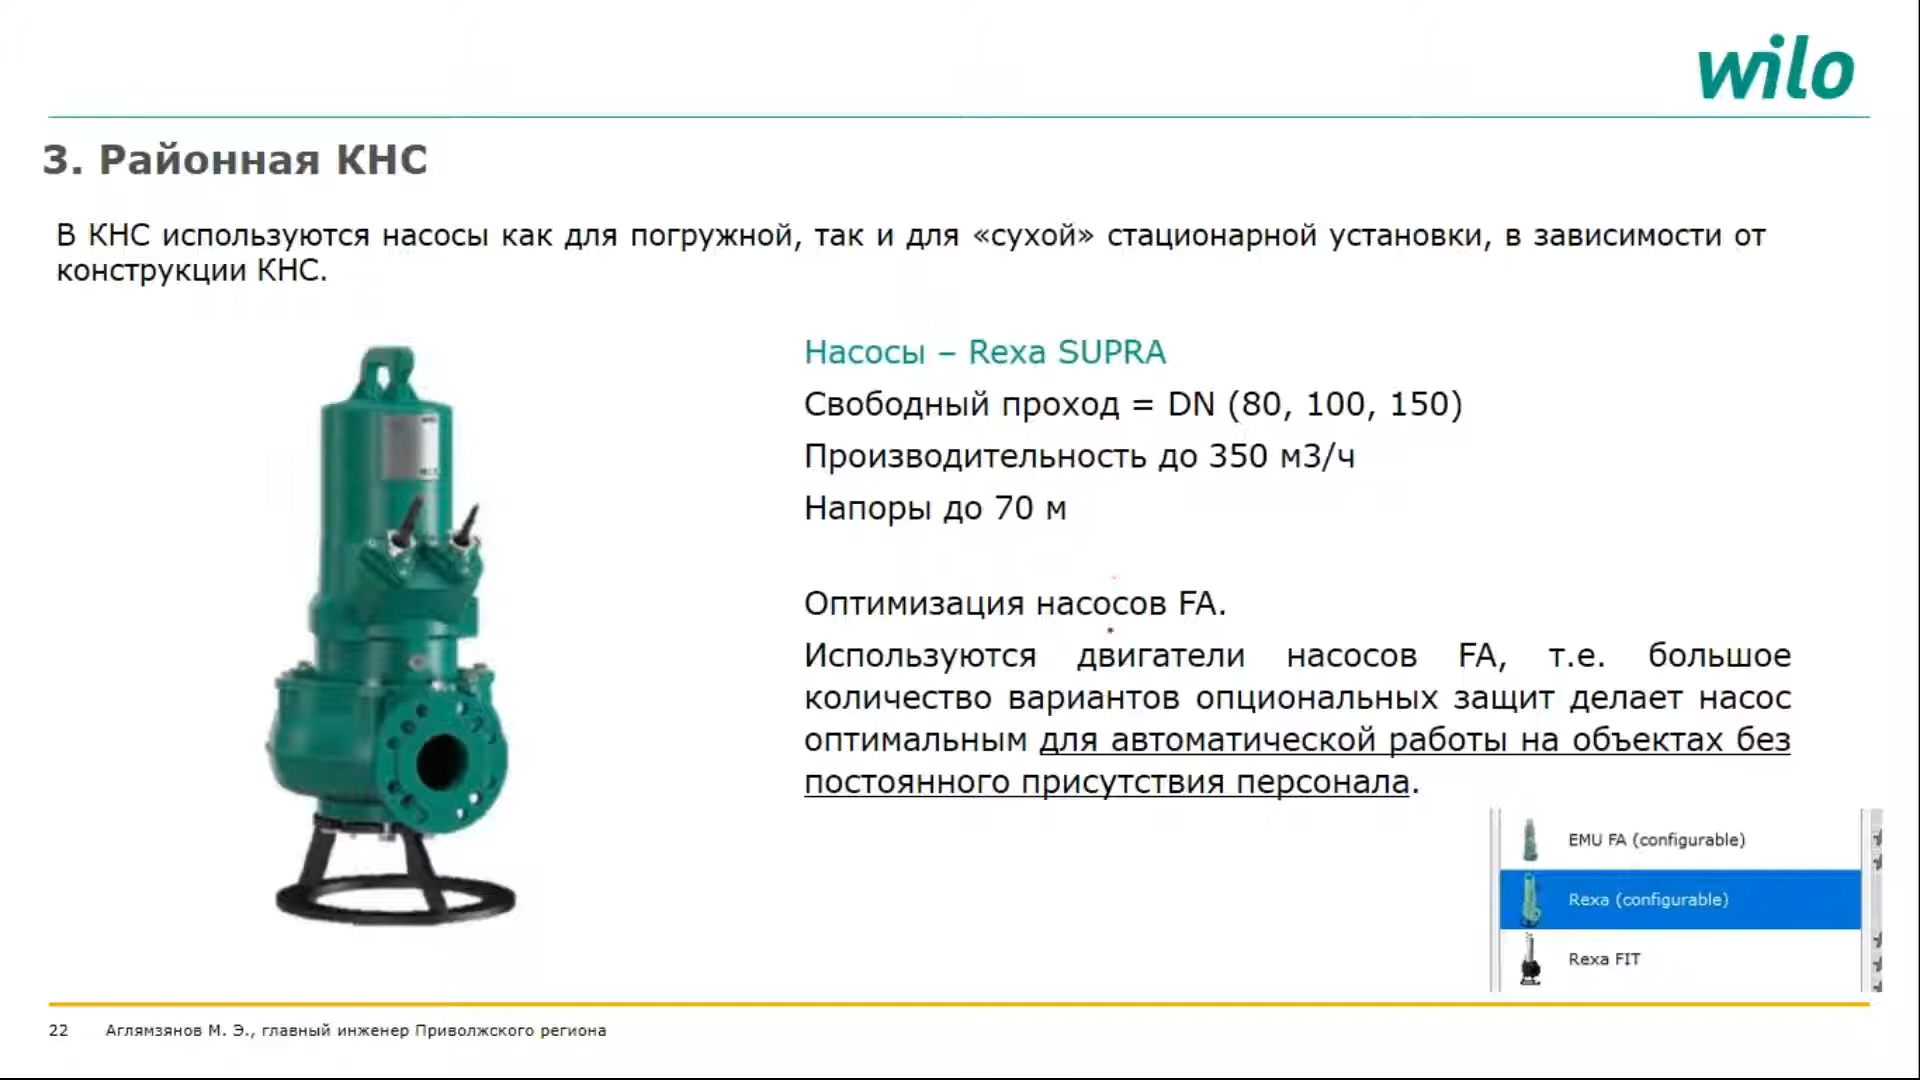 wilo
3. Районная КНС
В КНС используются насосы как для погружной, так и для «сухой» стационарной установки, в зависимости от
конструкции КНС.
Насосы – Rexa SUPRA
Свободный проход = DN (80, 100, 150)
Производительность до 350 м3/ч
Напоры до 70 м
Оптимизация насосов FA.
Используются двигатели насосов FA, т.е. большое
количество вариантов опциональных защит делает насос
оптимальным для автоматической работы на объектах без
постоянного присутствия персонала.
EMU FA (configurable)
Rexa (configurable)
Rexa FIT
22 Аглямзянов М. Э., главный инженер Приволжского региона